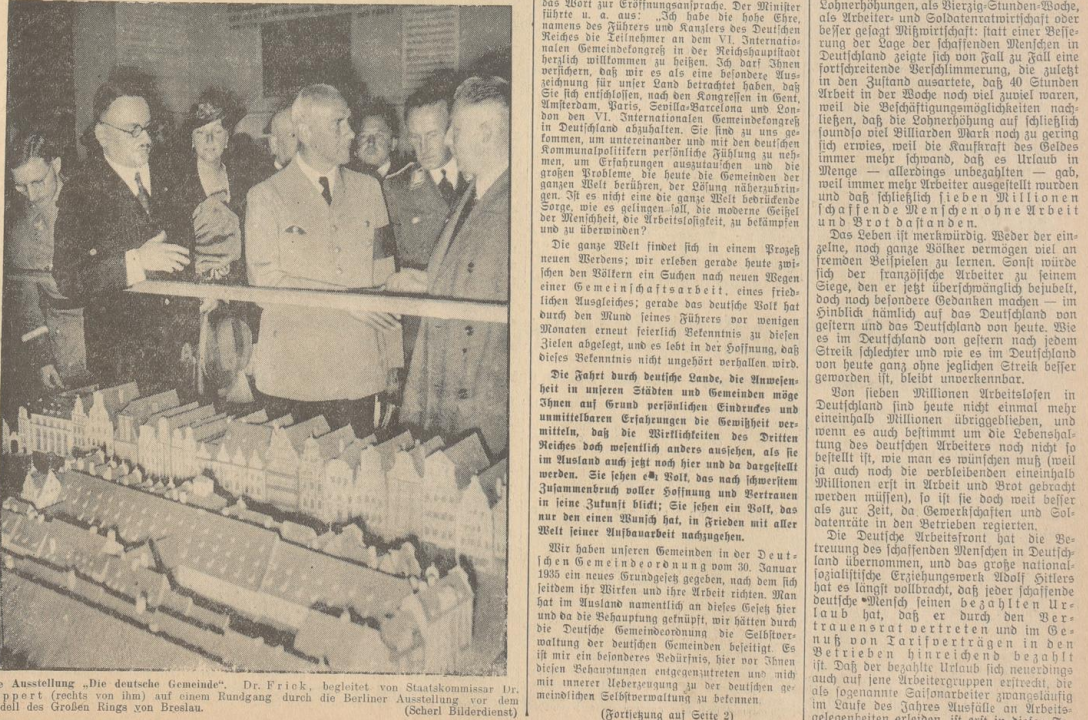 e Ausstellung „Die deutsche Gemeinde“. Dr. Frick, begleitet von Staatskommissar Dr.
ppert (rechts von ihm) auf einem Rundgang durch die Berliner Ausstellung vor dem
dell des Großen Rings von Breslau.
(Scherl Bilderdienst)
das Wort zur Eröffnungsansprache. Der Minister
führte u. a. aus: „Ich habe die hohe Ehre,
namens des Führers und Kanzlers des Deutschen
Reiches die Teilnehmer an dem VI. Internatio-
nalen Gemeindekongreß in der Reichshauptstadt
herzlich willkommen zu heißen. Ich darf Ihnen
versichern, daß wir es als eine besondere Aus-
zeichnung für unser Land betrachtet haben, daß
Sie sich entschlossen, nach den Kongressen in Gent,
Amsterdam, Paris, Sevilla-Barcelona und Lon-
don den VI. Internationalen Gemeindekongreß
in Deutschland abzuhalten. Sie sind zu uns ge-
kommen, um untereinander und mit den deutschen
Kommunalpolitikern persönliche Fühlung zu neh-
men, um Erfahrungen auszutauschen und die
großen Probleme, die heute die Gemeinden der
ganzen Welt berühren, der Lösung näherzubrin-
gen. Ist es nicht eine die ganze Welt bedrückende
Sorge, wie es gelingen soll, die moderne Geißel
der Menschheit, die Arbeitslosigkeit, zu bekämpfen
und zu überwinden?
Die ganze Welt findet sich in einem Prozeß
neuen Werdens; wir erleben gerade heute zwi-
schen den Völkern ein Suchen nach neuen Wegen
einer Gemeinschaftsarbeit, eines fried-
lichen Ausgleiches; gerade das deutsche Volk hat
durch den Mund seines Führers vor wenigen
Monaten erneut feierlich Bekenntnis zu diesen
Zielen abgelegt, und es lebt in der Hoffnung, daß
dieses Bekenntnis nicht ungehört verhallen wird.
Die Fahrt durch deutsche Lande, die Anwesen-
heit in unseren Städten und Gemeinden möge
Ihnen auf Grund persönlichen Eindruckes und
unmittelbaren Erfahrungen die Gewißheit ver-
mitteln, daß die Wirklichkeiten des Dritten
Reiches doch wesentlich anders aussehen, als sie
im Ausland auch jetzt noch hier und da dargestellt
werden. Sie sehen ein Volk, das nach schwerstem
Zusammenbruch voller Hoffnung und Vertrauen
in seine Zukunft blickt; Sie sehen ein Volk, das
nur den einen Wunsch hat, in Frieden mit aller
Welt seiner Aufbauarbeit nachzugehen.
Wir haben unseren Gemeinden in der Deut-
schen Gemeindeordnung vom 30. Januar
1935 ein neues Grundgesetz gegeben, nach dem sich
seitdem ihr Wirken und ihre Arbeit richten. Man
hat im Ausland namentlich an dieses Gesetz hier
und da die Behauptung geknüpft, wir hätten durch
die Deutsche Gemeindeordnung die Selbstver-
waltung der deutschen Gemeinden beseitigt. Es
ist mir ein besonderes Bedürfnis, hier vor Ihnen
diesen Behauptungen entgegenzutreten und mich
mit innerer Ueberzeugung zu der deutschen ge-
meindlichen Selbstverwaltung zu bekennen.
(Fortsetzung auf Seite 2)
Lohnerhöhungen, als Vierzig-Stunden-Woche,
als Arbeiter- und Soldatenratwirtschaft oder
besser gesagt Mißwirtschaft: statt einer Besse-
rung der Lage der schaffenden Menschen in
Deutschland zeigte sich von Fall zu Fall eine
fortschreitende Verschlimmerung, die zuletzt
in den Zustand ausartete, daß 40 Stunden
Arbeit in der Woche noch viel zuviel waren,
weil die Beschäftigungsmöglichkeiten nach-
ließen, daß die Lohnerhöhung auf schließlich
soundso viel Billiarden Mark noch zu gering
sich erwies, weil die Kaufkraft des Geldes
immer mehr schwand, daß es Urlaub in
Menge — allerdings unbezahlten — gab,
weil immer mehr Arbeiter ausgestellt wurden
und daß schließlich sieben Millionen
schaffende Menschen ohne Arbeit
und Brot dastanden.
Das Leben ist merkwürdig. Weder der ein-
zelne, noch ganze Völker vermögen viel an
fremden Beispielen zu lernen. Sonst würde
sich der französische Arbeiter zu seinem
Siege, den er jetzt überschwänglich bejubelt,
doch noch besondere Gedanken machen — im
Hinblick nämlich auf das Deutschland von
gestern und das Deutschland von heute. Wie
es im Deutschland von gestern nach jedem
Streik schlechter und wie es im Deutschland
von heute ganz ohne jeglichen Streik besser
geworden ist, bleibt unverkennbar.
Von sieben Millionen Arbeitslosen in
Deutschland sind heute nicht einmal mehr
eineinhalb Millionen übriggeblieben, und
wenn es auch bestimmt um die Lebenshal-
tung des deutschen Arbeiters noch nicht so
bestellt ist, wie man es wünschen muß (weil
ja auch noch die verbleibenden eineinhalb
Millionen erst in Arbeit und Brot gebracht
werden müssen), so ist sie doch weit besser
als zur Zeit, da Gewerkschaften und Sol-
datenräte in den Betrieben regierten.
Die Deutsche Arbeitsfront hat die Be-
treuung des schaffenden Menschen in Deutsch-
land übernommen, und das große national-
sozialistische Erziehungswerk Adolf Hitlers
hat es längst vollbracht, daß jeder schaffende
deutsche Mensch seinen bezahlten Ur-
laub hat, daß er durch den Ver-
trauensrat vertreten und im Ge-
nuß von Tarifverträgen in den
Betrieben hinreichend bezahlt
ist. Daß der bezahlte Urlaub sich neuerdings
auch auf jene Arbeitergruppen erstreckt, die
als sogenannte Saisonarbeiter zwangsläufig
im Laufe des Jahres Ausfälle an Arbeits-
gelegenheiten erleiden, ist erst in